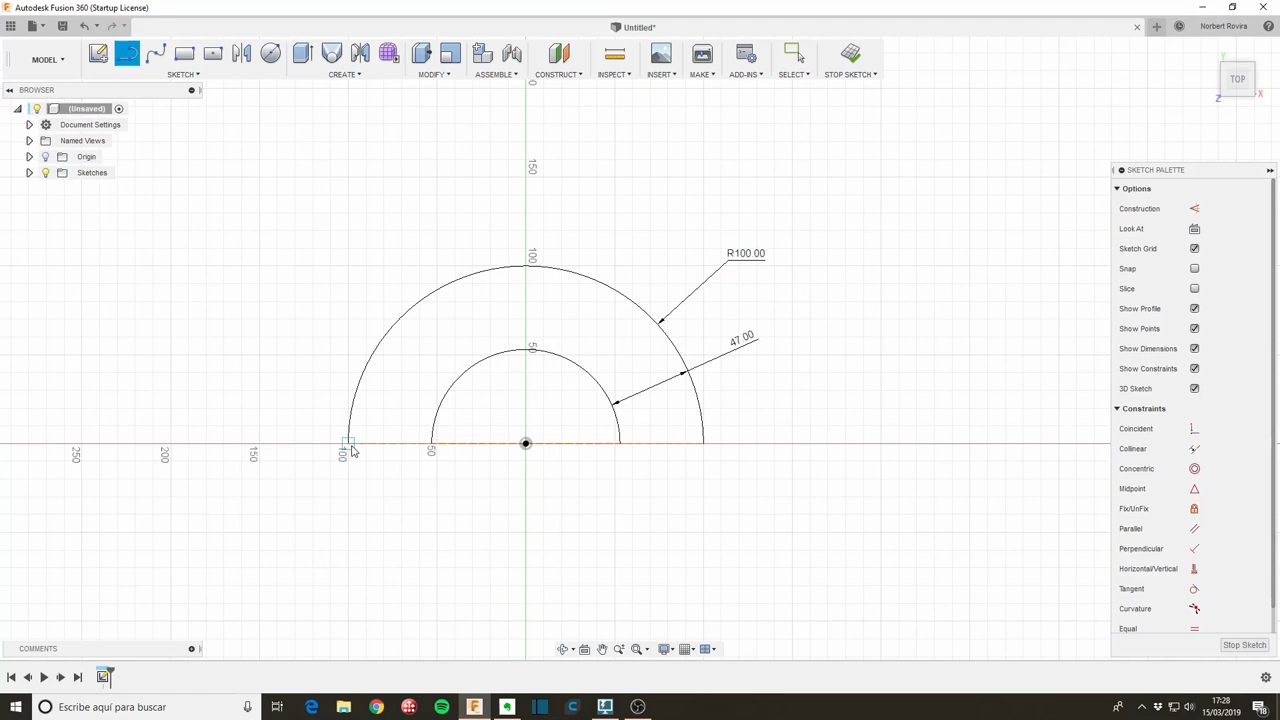 Autodesk Fusion 360 (Startup License)
Untitled*
Norbert Rovira
MODEL
SKETCH
CREATE
MODIFY
ASSEMBLE
CONSTRUCT
INSPECT
INSERT
MAKE
ADD-INS
SELECT
STOP SKETCH
BROWSER
(Unsaved)
Document Settings
Named Views
Origin
Sketches
Y
TOP
X
Z
0
150
100
50
R100.00
47.00
250
200
150
100
50
SKETCH PALETTE
Options
Construction
Look At
Sketch Grid
Snap
Slice
Show Profile
Show Points
Show Dimensions
Show Constraints
3D Sketch
Constraints
Coincident
Collinear
Concentric
Midpoint
Fix/UnFix
Parallel
Perpendicular
Horizontal/Vertical
Tangent
Curvature
Equal
Stop Sketch
COMMENTS
Escribe aquí para buscar
17:28
15/03/2019
18